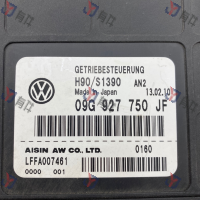 GETRIEBESTEUERUNG
H90/S1390 AN2
Made in Japan 13.02.10
09G 927 750 JF
AISIN AW CO.,LTD. 0160
LFFA007461
0000 001